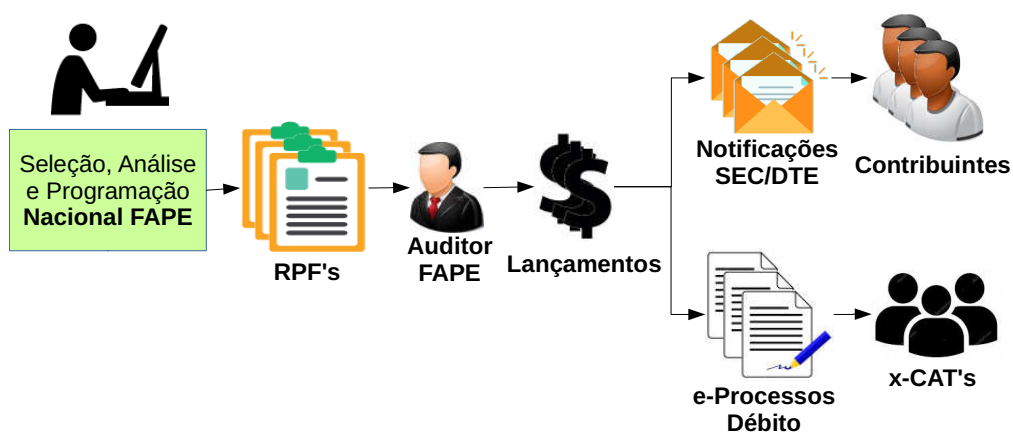 Seleção, Análise
e Programação
Nacional FAPE
RPF's
Auditor
FAPE
Lançamentos
Notificações
SEC/DTE
Contribuintes
e-Processos
Débito
x-CAT's